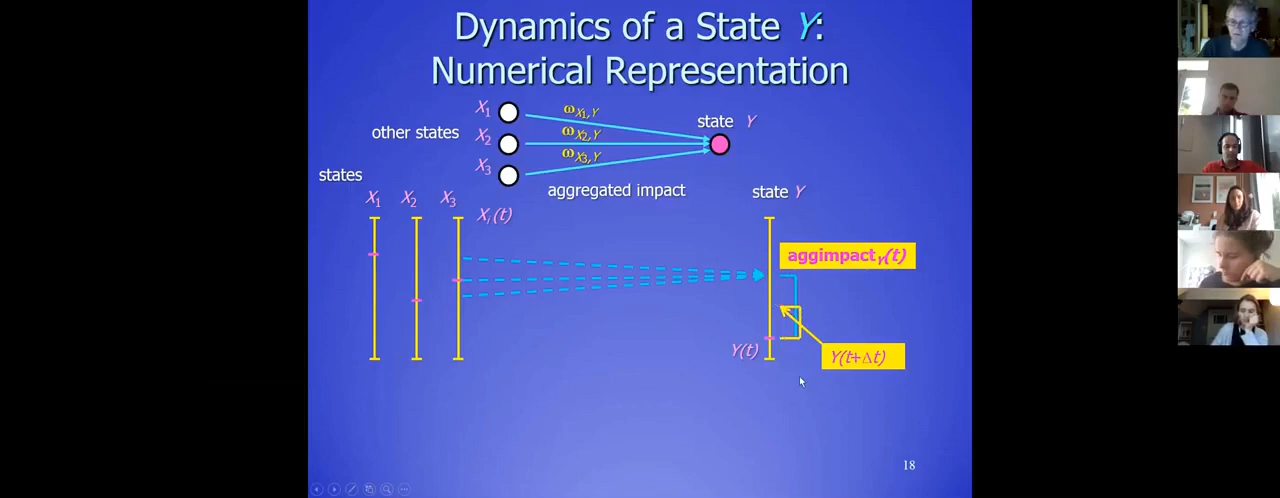 Dynamics of a State Y:
Numerical Representation
X1
ωX1,Y
state Y
other states
X2
ωX2,Y
X3
ωX3,Y
states
aggregated impact
state Y
X1 X2 X3 Xi(t)
aggimpactY(t)
Y(t)
Y(t+Δt)
18